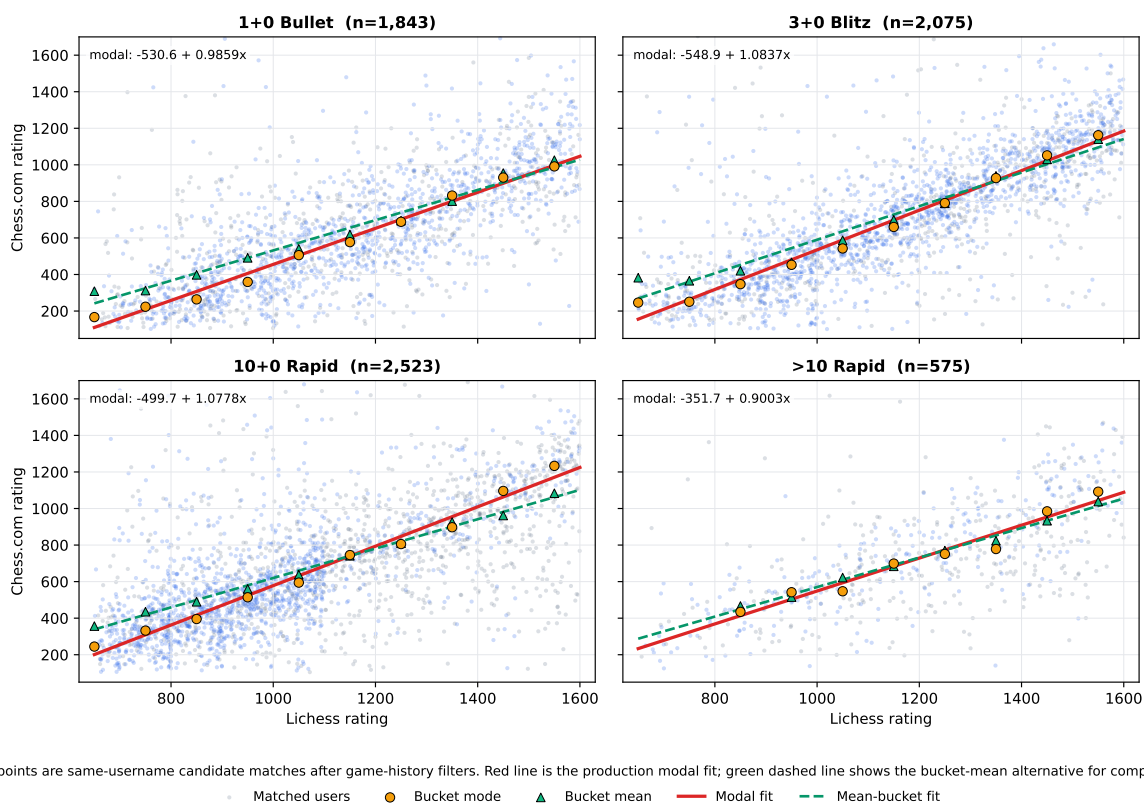 1+0 Bullet (n=1,843)
3+0 Blitz (n=2,075)
modal: -530.6 + 0.9859x
modal: -548.9 + 1.0837x
1600
1400
1200
1000
800
600
400
200
Chess.com rating
800
1000
1200
1400
1600
10+0 Rapid (n=2,523)
>10 Rapid (n=575)
modal: -499.7 + 1.0778x
modal: -351.7 + 0.9003x
1600
1400
1200
1000
800
600
400
200
Chess.com rating
800
1000
1200
1400
1600
800
1000
1200
1400
1600
Lichess rating
Lichess rating
points are same-username candidate matches after game-history filters. Red line is the production modal fit; green dashed line shows the bucket-mean alternative for comp
Matched users
Bucket mode
Bucket mean
Modal fit
Mean-bucket fit